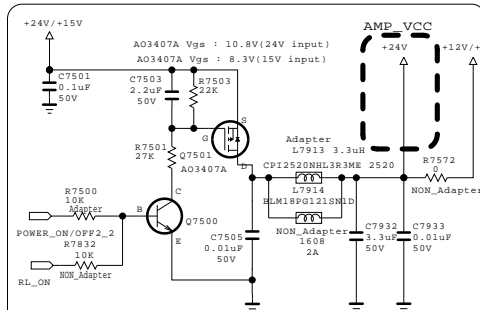 +24V/+15V
AMP_VCC
AO3407A Vgs : 10.8V(24V input)
AO3407A Vgs : 8.3V(15V input)
+24V
+12V/+
C7501
0.1uF
50V
C7503
2.2uF
50V
R7503
22K
S
G
D
R7501
27K
Q7501
AO3407A
Adapter
L7913 3.3uH
CPI2520NHL3R3ME 2520
L7914
BLM18PG121SN1D
NON_Adapter
1608
2A
R7572
0
NON_Adapter
R7500
10K
Adapter
POWER_ON/OFF2_2
R7832
10K
NON_Adapter
RL_ON
B
C
E
Q7500
C7505
0.01uF
50V
C7932
3.3uF
50V
C7933
0.01uF
50V